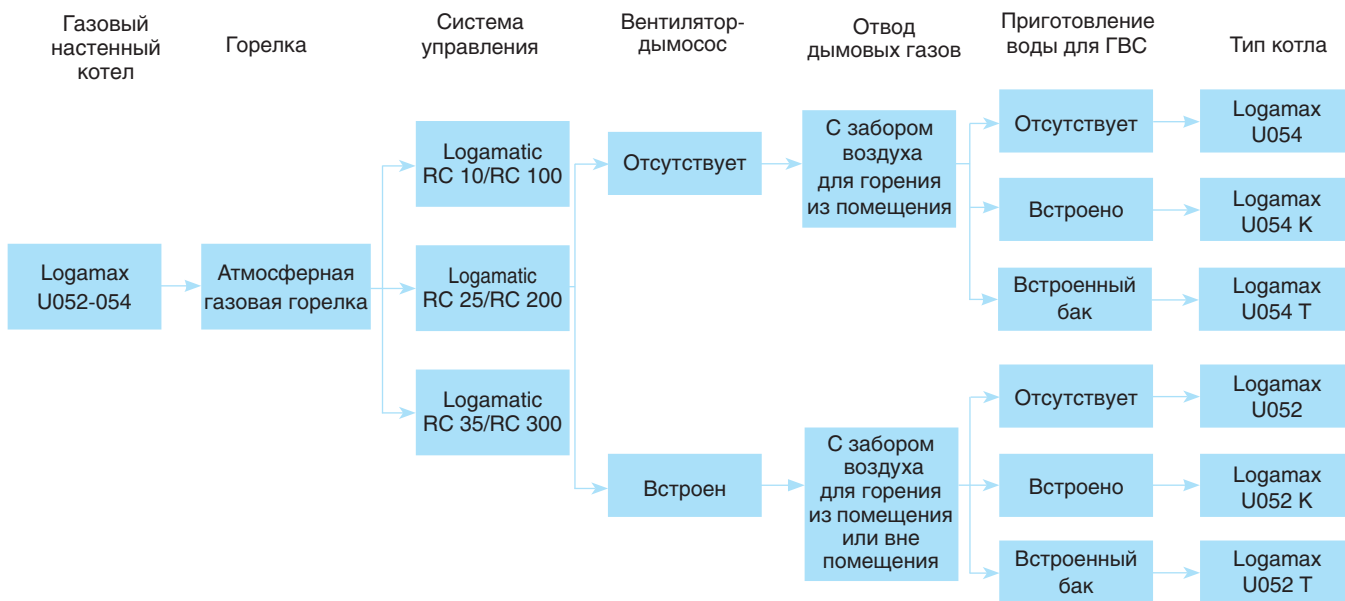 Газовый
настенный
котел
Горелка
Система
управления
Вентилятор-
дымосос
Отвод
дымовых газов
Приготовление
воды для ГВС
Тип котла
Logamax
U052-054
Атмосферная
газовая горелка
Logamatic
RC 10/RC 100
Logamatic
RC 25/RC 200
Logamatic
RC 35/RC 300
Отсутствует
Встроен
С забором
воздуха
для горения
из помещения
С забором
воздуха
для горения
из помещения
или вне
помещения
Отсутствует
Logamax
U054
Встроено
Logamax
U054 K
Встроенный
бак
Logamax
U054 T
Отсутствует
Logamax
U052
Встроено
Logamax
U052 K
Встроенный
бак
Logamax
U052 T